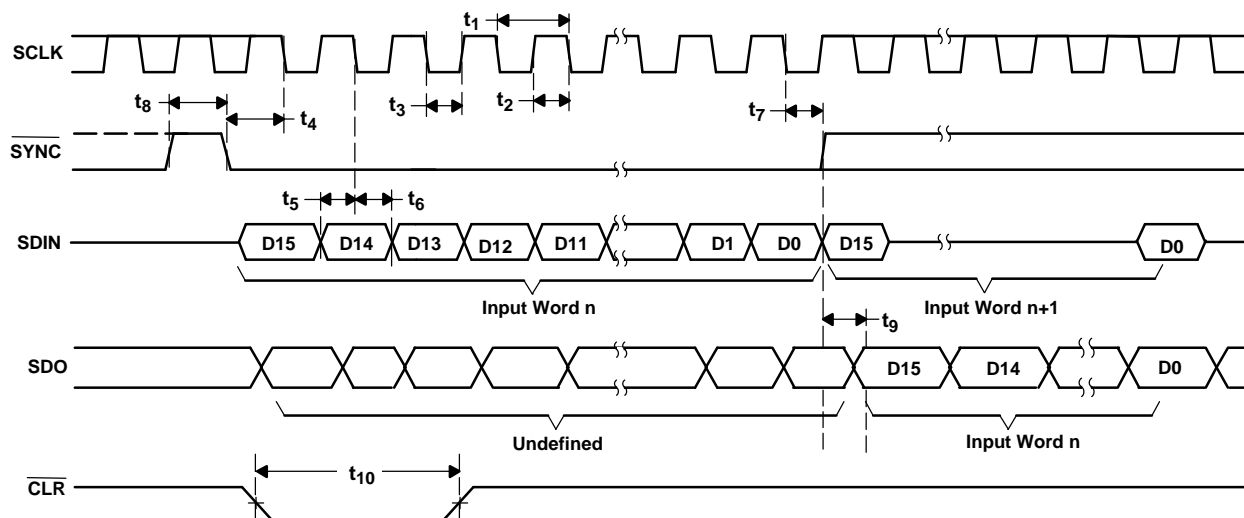 t1
SCLK
t8
t4
t3
t2
t7
SYNC
t5
t6
SDIN
D15
D14
D13
D12
D11
D1
D0
D15
D0
Input Word n
Input Word n+1
t9
SDO
D15
D14
D0
Undefined
Input Word n
t10
CLR